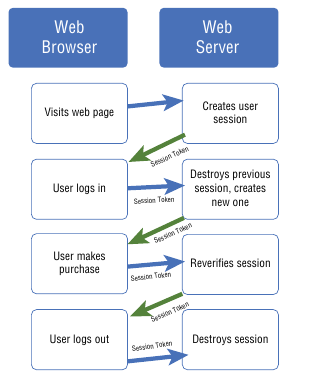 Web
Browser
Web
Server
Visits web page
Creates user
session
Session Token
User logs in
Session Token
Destroys previous
session, creates
new one
Session Token
User makes
purchase
Session Token
Reverifies session
Session Token
User logs out
Session Token
Destroys session